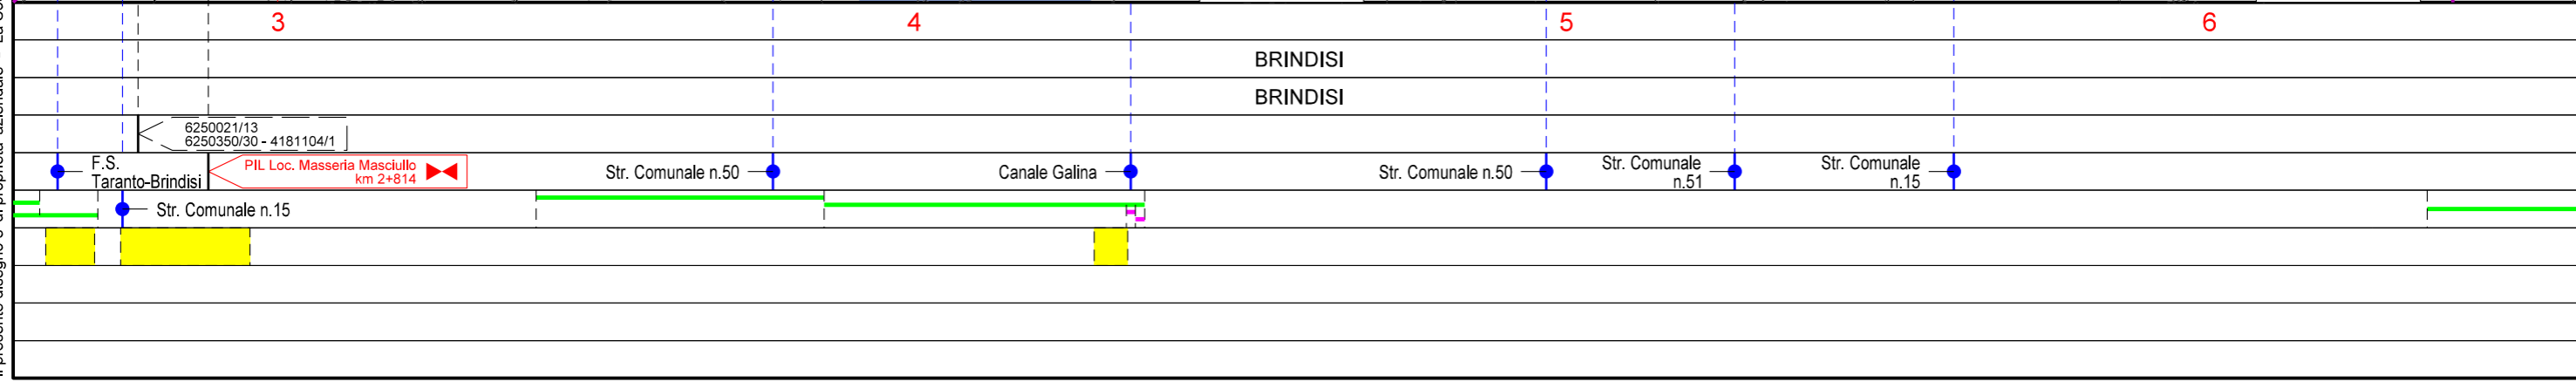 3 4 5 6
BRINDISI
BRINDISI
6250021/13
6250350/30 - 4181104/1
F.S.
Taranto-Brindisi
PIL Loc. Masseria Masciullo
km 2+814
Str. Comunale n.50
Canale Galina
Str. Comunale n.50
Str. Comunale
n.51
Str. Comunale
n.15
Str. Comunale n.15